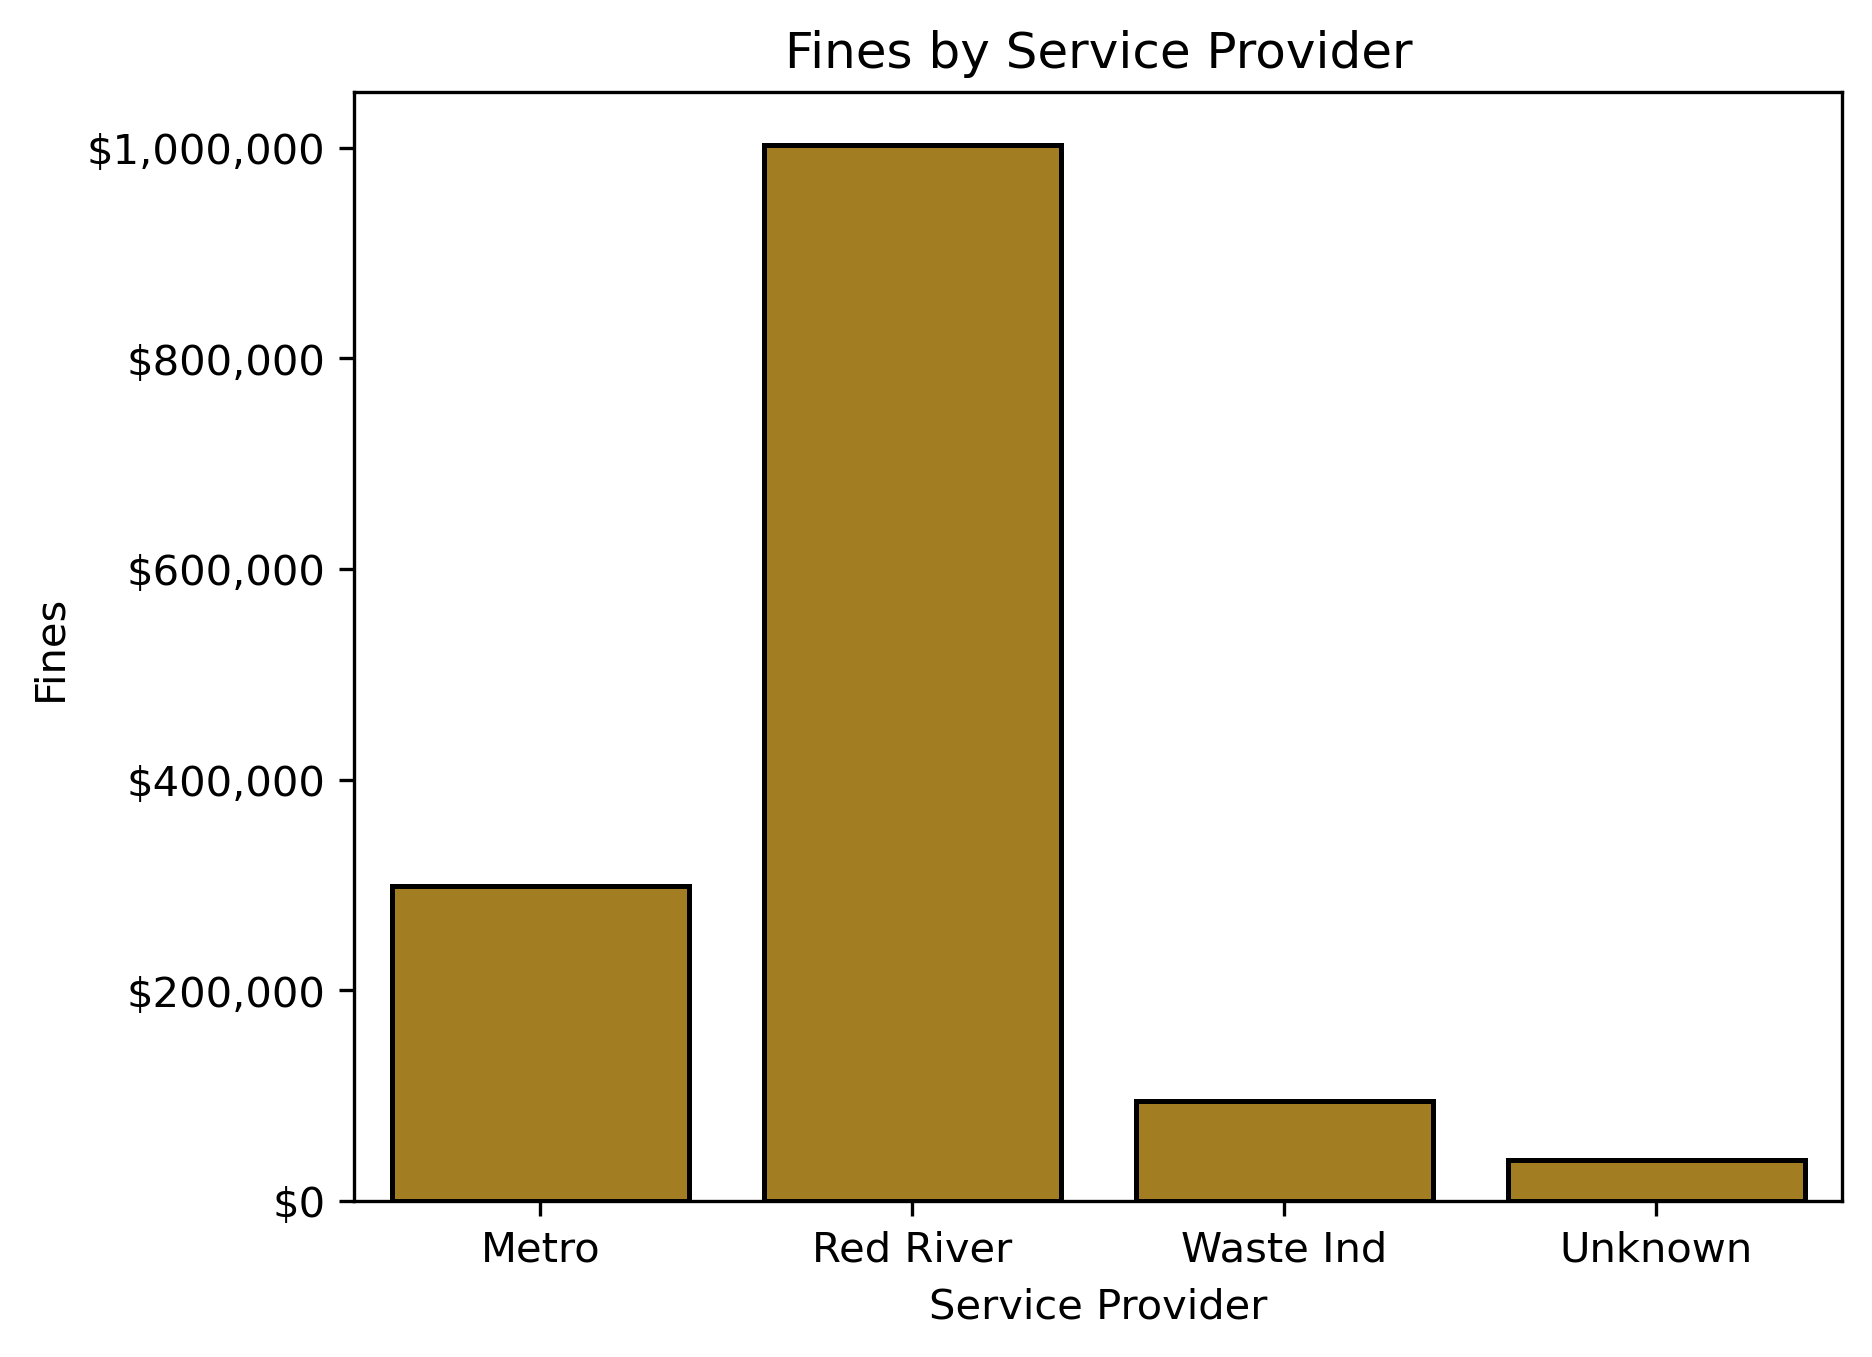 Fines by Service Provider
$1,000,000
$800,000
$600,000
$400,000
$200,000
$0
Fines
Metro
Red River
Waste Ind
Unknown
Service Provider